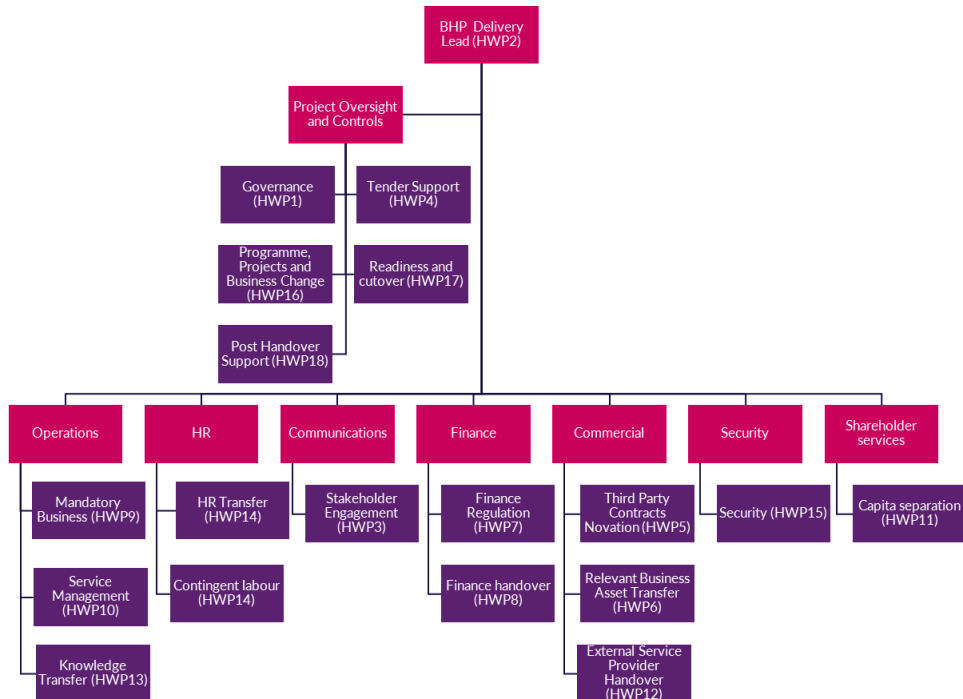 BHP Delivery
Lead (HWP2)
Project Oversight
and Controls
Governance
(HWP1)
Tender Support
(HWP4)
Programme,
Projects and
Business Change
(HWP16)
Readiness and
cutover (HWP17)
Post Handover
Support (HWP18)
Operations
HR
Communications
Finance
Commercial
Security
Shareholder
services
Mandatory
Business (HWP9)
Service
Management
(HWP10)
Knowledge
Transfer (HWP13)
HR Transfer
(HWP14)
Contingent labour
(HWP14)
Stakeholder
Engagement
(HWP3)
Finance
Regulation
(HWP7)
Finance handover
(HWP8)
Third Party
Contracts
Novation (HWP5)
Relevant Business
Asset Transfer
(HWP6)
External Service
Provider
Handover
(HWP12)
Security (HWP15)
Capita separation
(HWP11)